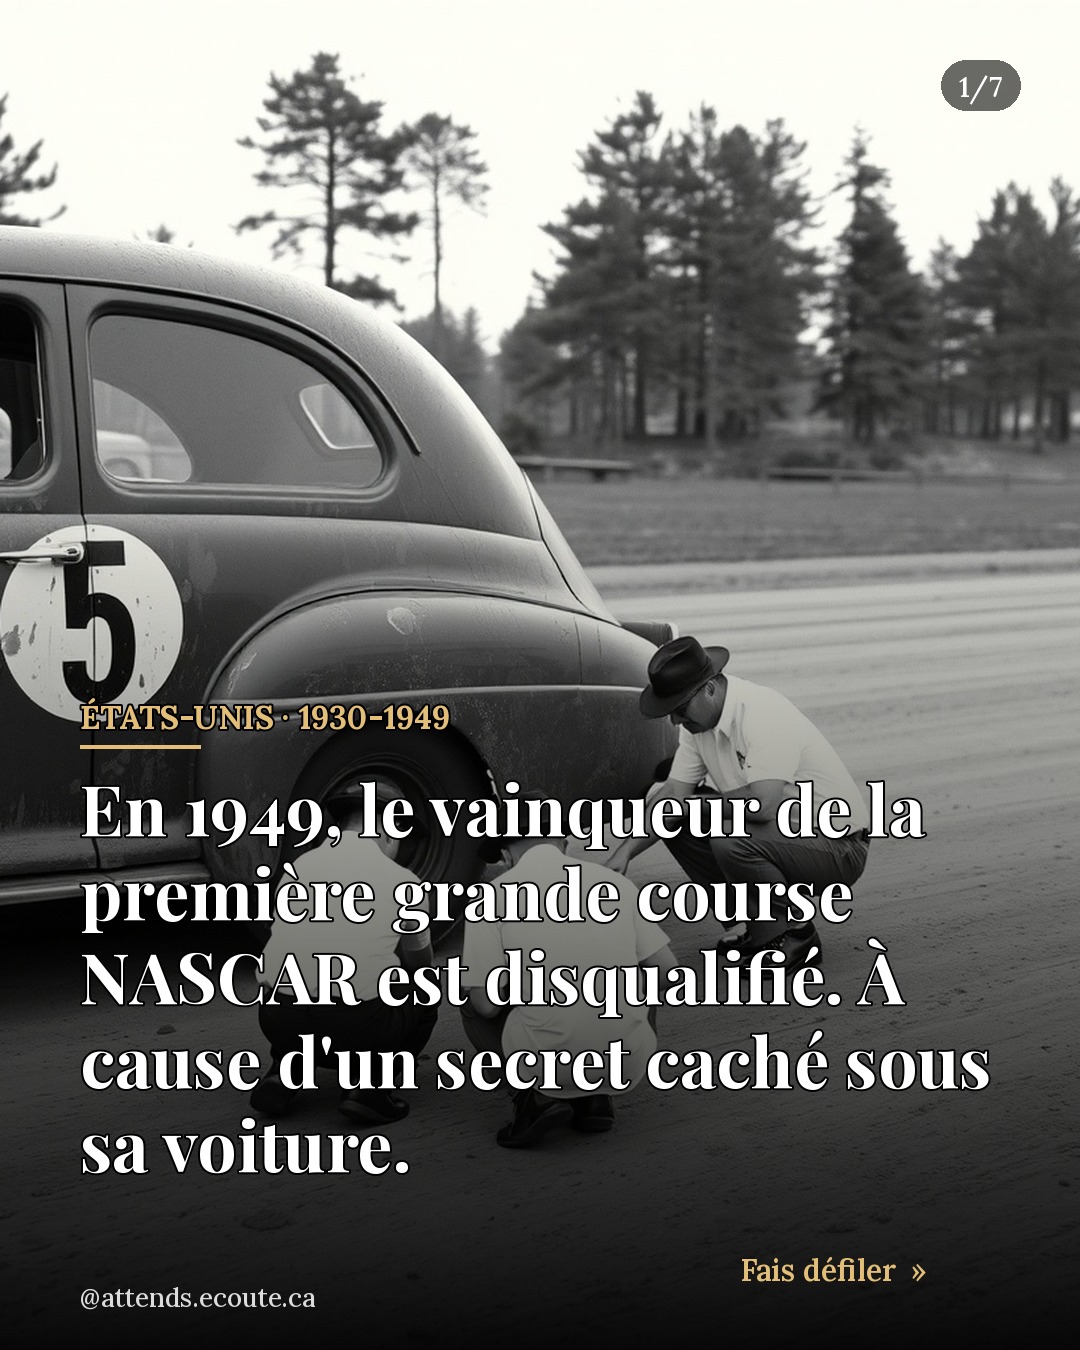 1/7
5
ÉTATS-UNIS · 1930-1949
En 1949, le vainqueur de la
première grande course
NASCAR est disqualifié. À
cause d'un secret caché sous
sa voiture.
Fais défiler »
@attends.ecoute.ca